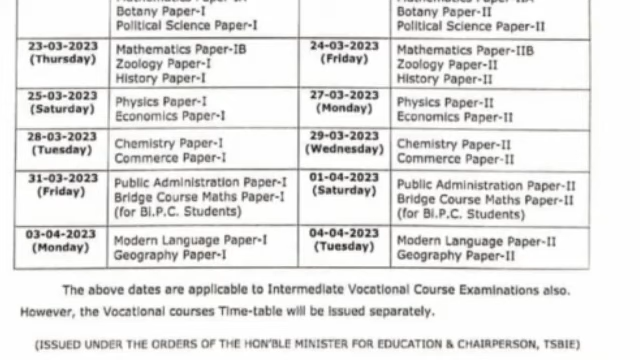 Botany Paper-I
Political Science Paper-I
Botany Paper-II
Political Science Paper-II
23-03-2023
(Thursday)
Mathematics Paper-IB
Zoology Paper-I
History Paper-I
24-03-2023
(Friday)
Mathematics Paper-IIB
Zoology Paper-II
History Paper-II
25-03-2023
(Saturday)
Physics Paper-I
Economics Paper-I
27-03-2023
(Monday)
Physics Paper-II
Economics Paper-II
28-03-2023
(Tuesday)
Chemistry Paper-I
Commerce Paper-I
29-03-2023
(Wednesday)
Chemistry Paper-II
Commerce Paper-II
31-03-2023
(Friday)
Public Administration Paper-I
Bridge Course Maths Paper-I
(for Bi.P.C. Students)
01-04-2023
(Saturday)
Public Administration Paper-II
Bridge Course Maths Paper-II
(for Bi.P.C. Students)
03-04-2023
(Monday)
Modern Language Paper-I
Geography Paper-I
04-04-2023
(Tuesday)
Modern Language Paper-II
Geography Paper-II
The above dates are applicable to Intermediate Vocational Course Examinations also.
However, the Vocational courses Time-table will be issued separately.
(ISSUED UNDER THE ORDERS OF THE HON'BLE MINISTER FOR EDUCATION & CHAIRPERSON, TSBIE)